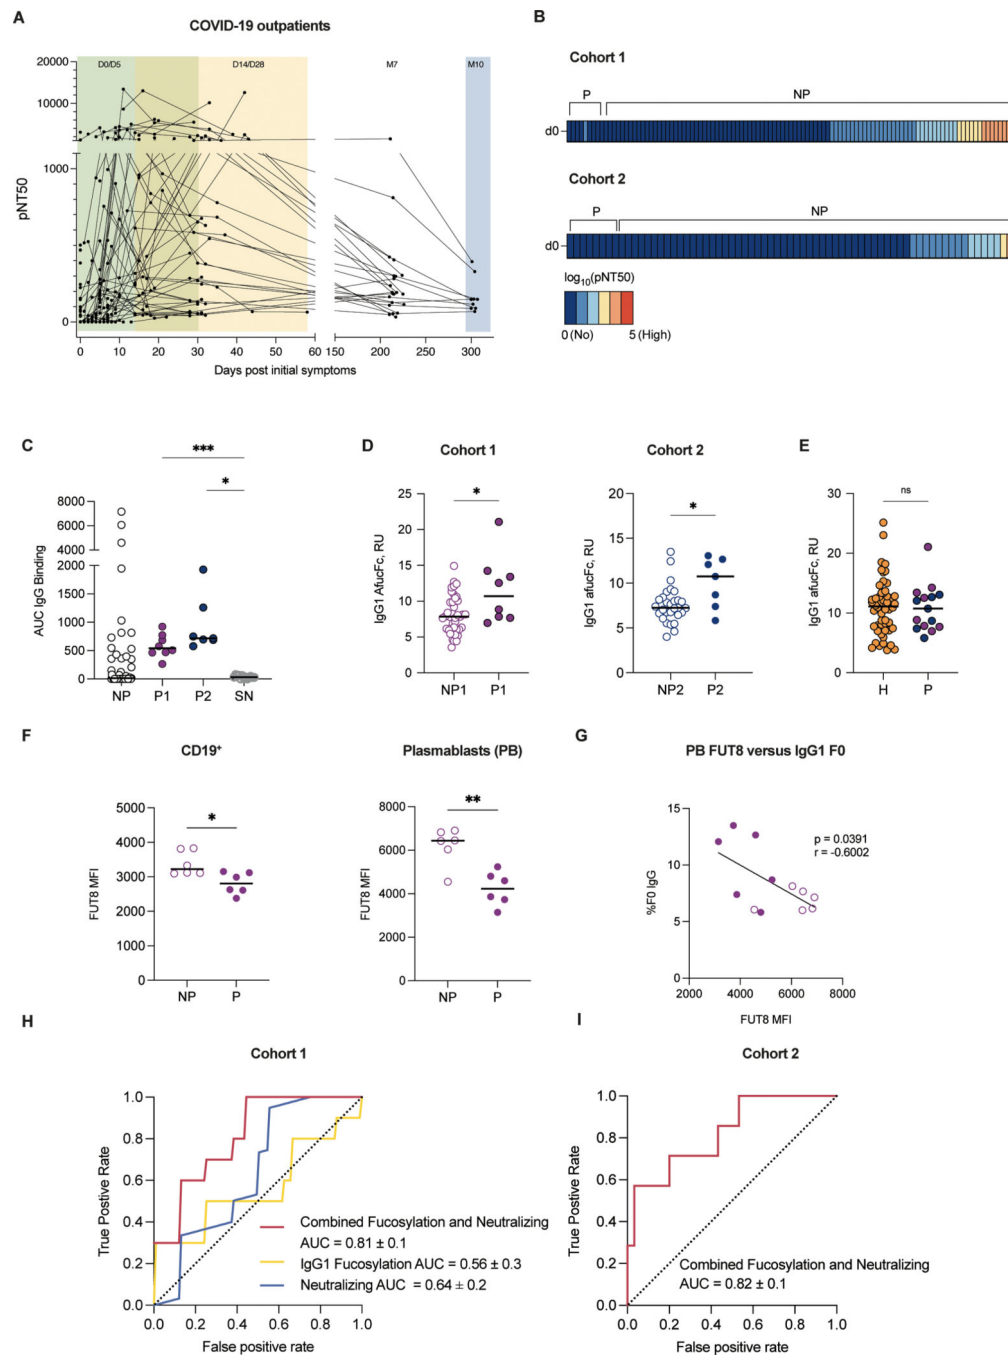 A
COVID-19 outpatients
20000
10000
1000
0
pNT50
D0/D5
D14/D28
M7
M10
0 10 20 30 40 50 60 150 200 250 300
Days post initial symptoms
B
Cohort 1
P
NP
d0
Cohort 2
P
NP
d0
log10(pNT50)
0 (No)
5 (High)
C
***
*
8000
6000
4000
2000
1500
1000
500
0
AUC IgG Binding
NP P1 P2 SN
D
Cohort 1
*
25
20
15
10
5
0
IgG1 AfucFc, RU
NP1 P1
Cohort 2
*
20
15
10
5
0
IgG1 afucFc, RU
NP2 P2
E
ns
30
20
10
0
IgG1 afucFc, RU
H P
F
CD19+
*
5000
4000
3000
2000
1000
0
FUT8 MFI
NP P
Plasmablasts (PB)
**
8000
6000
4000
2000
0
FUT8 MFI
NP P
G
PB FUT8 versus IgG1 F0
15
10
5
0
%F0 IgG
p = 0.0391
r = -0.6002
2000 4000 6000 8000
FUT8 MFI
H
Cohort 1
1.0
0.8
0.6
0.4
0.2
0.0
True Postive Rate
Combined Fucosylation and Neutralizing
AUC = 0.81 ± 0.1
IgG1 Fucosylation AUC = 0.56 ± 0.3
Neutralizing AUC = 0.64 ± 0.2
0.0 0.2 0.4 0.6 0.8 1.0
False positive rate
I
Cohort 2
1.0
0.8
0.6
0.4
0.2
0.0
True Postive Rate
Combined Fucosylation and Neutralizing
AUC = 0.82 ± 0.1
0.0 0.2 0.4 0.6 0.8 1.0
False positive rate